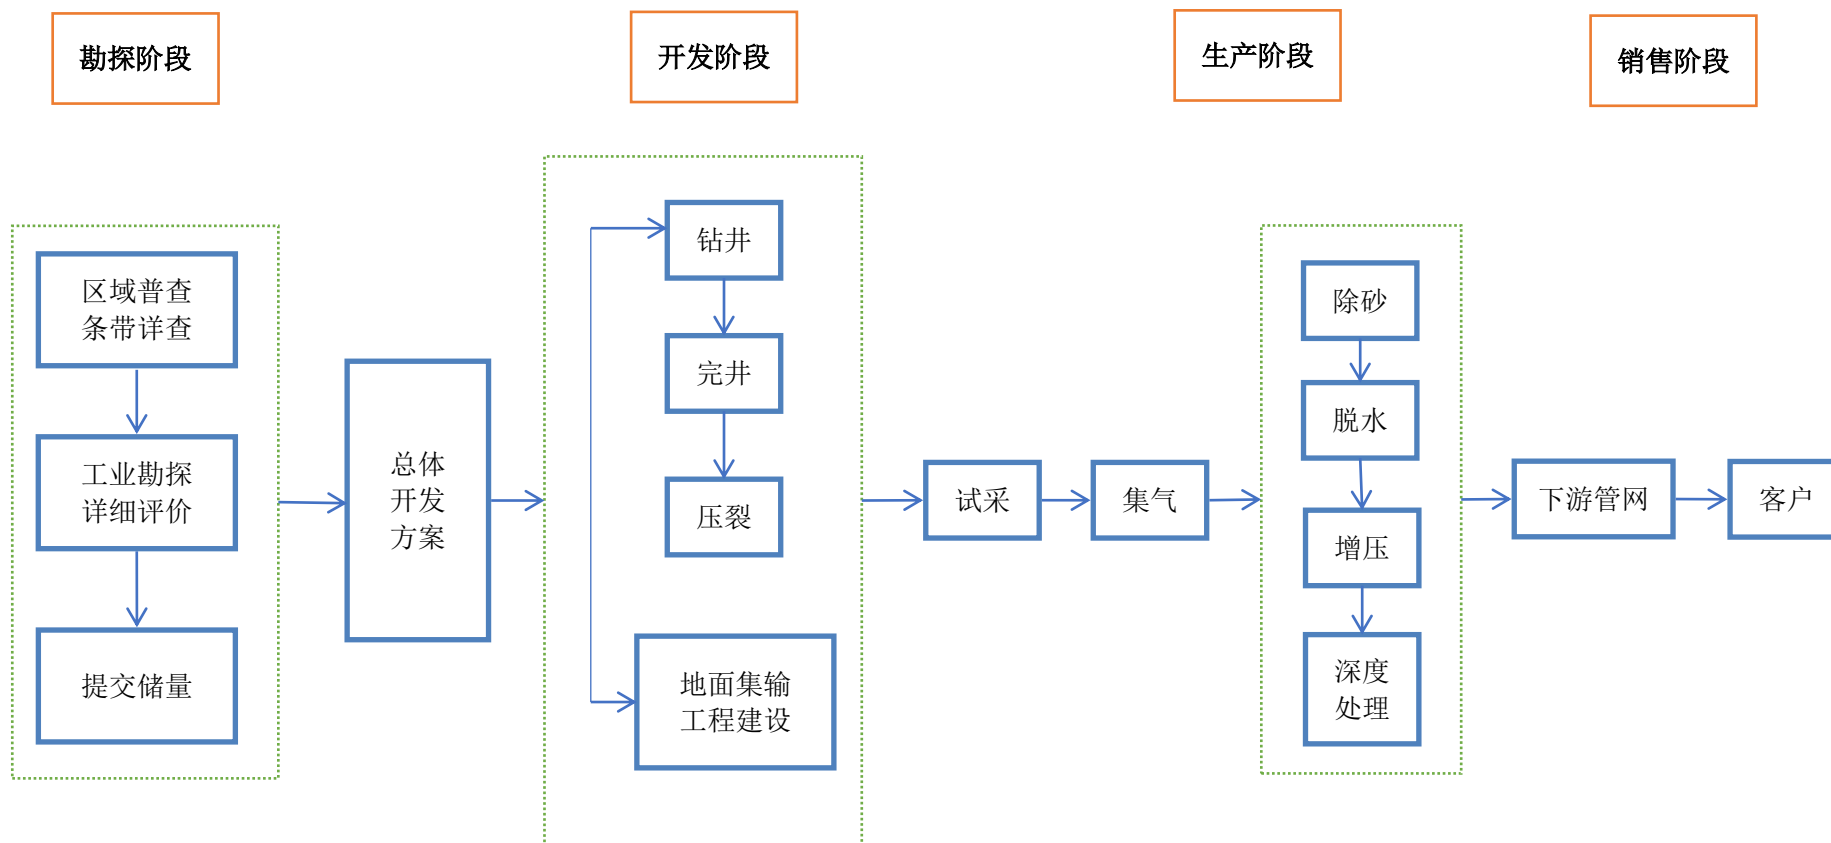 勘探阶段
开发阶段
生产阶段
销售阶段
区域普查
条带详查
工业勘探
详细评价
提交储量
总体
开发
方案
钻井
完井
压裂
地面集输
工程建设
试采
集气
除砂
脱水
增压
深度
处理
下游管网
客户